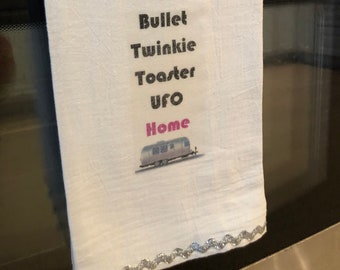 Bullet
Twinkie
Toaster
UFO
Home